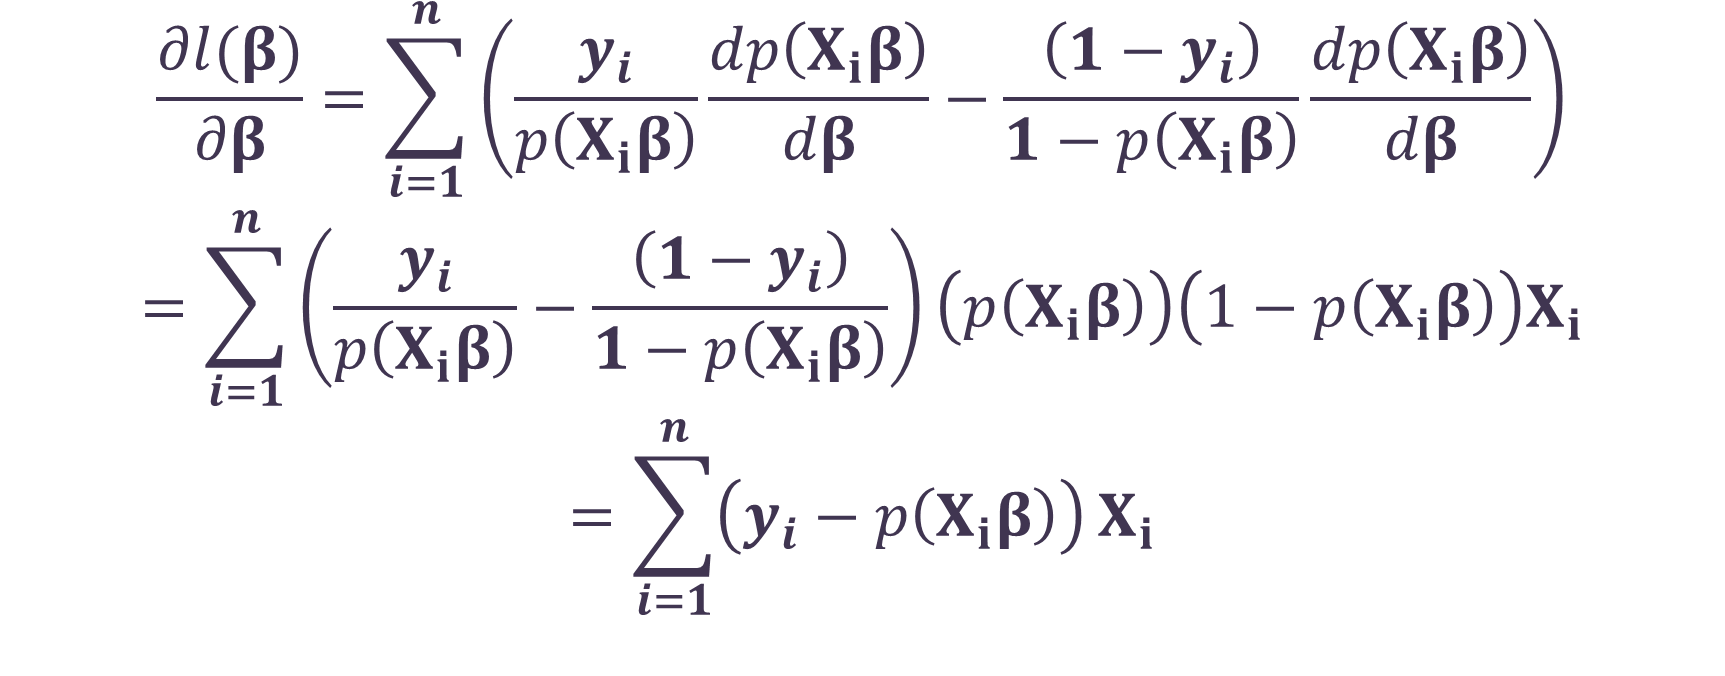 ∂l(𝛃)/∂𝛃 = ∑_{i=1}^{n} ( y_i/p(X_i𝛃) dp(X_i𝛃)/d𝛃 − (1 − y_i)/(1 − p(X_i𝛃)) dp(X_i𝛃)/d𝛃 )
= ∑_{i=1}^{n} ( y_i/p(X_i𝛃) − (1 − y_i)/(1 − p(X_i𝛃)) ) (p(X_i𝛃))(1 − p(X_i𝛃))X_i
= ∑_{i=1}^{n} (y_i − p(X_i𝛃)) X_i